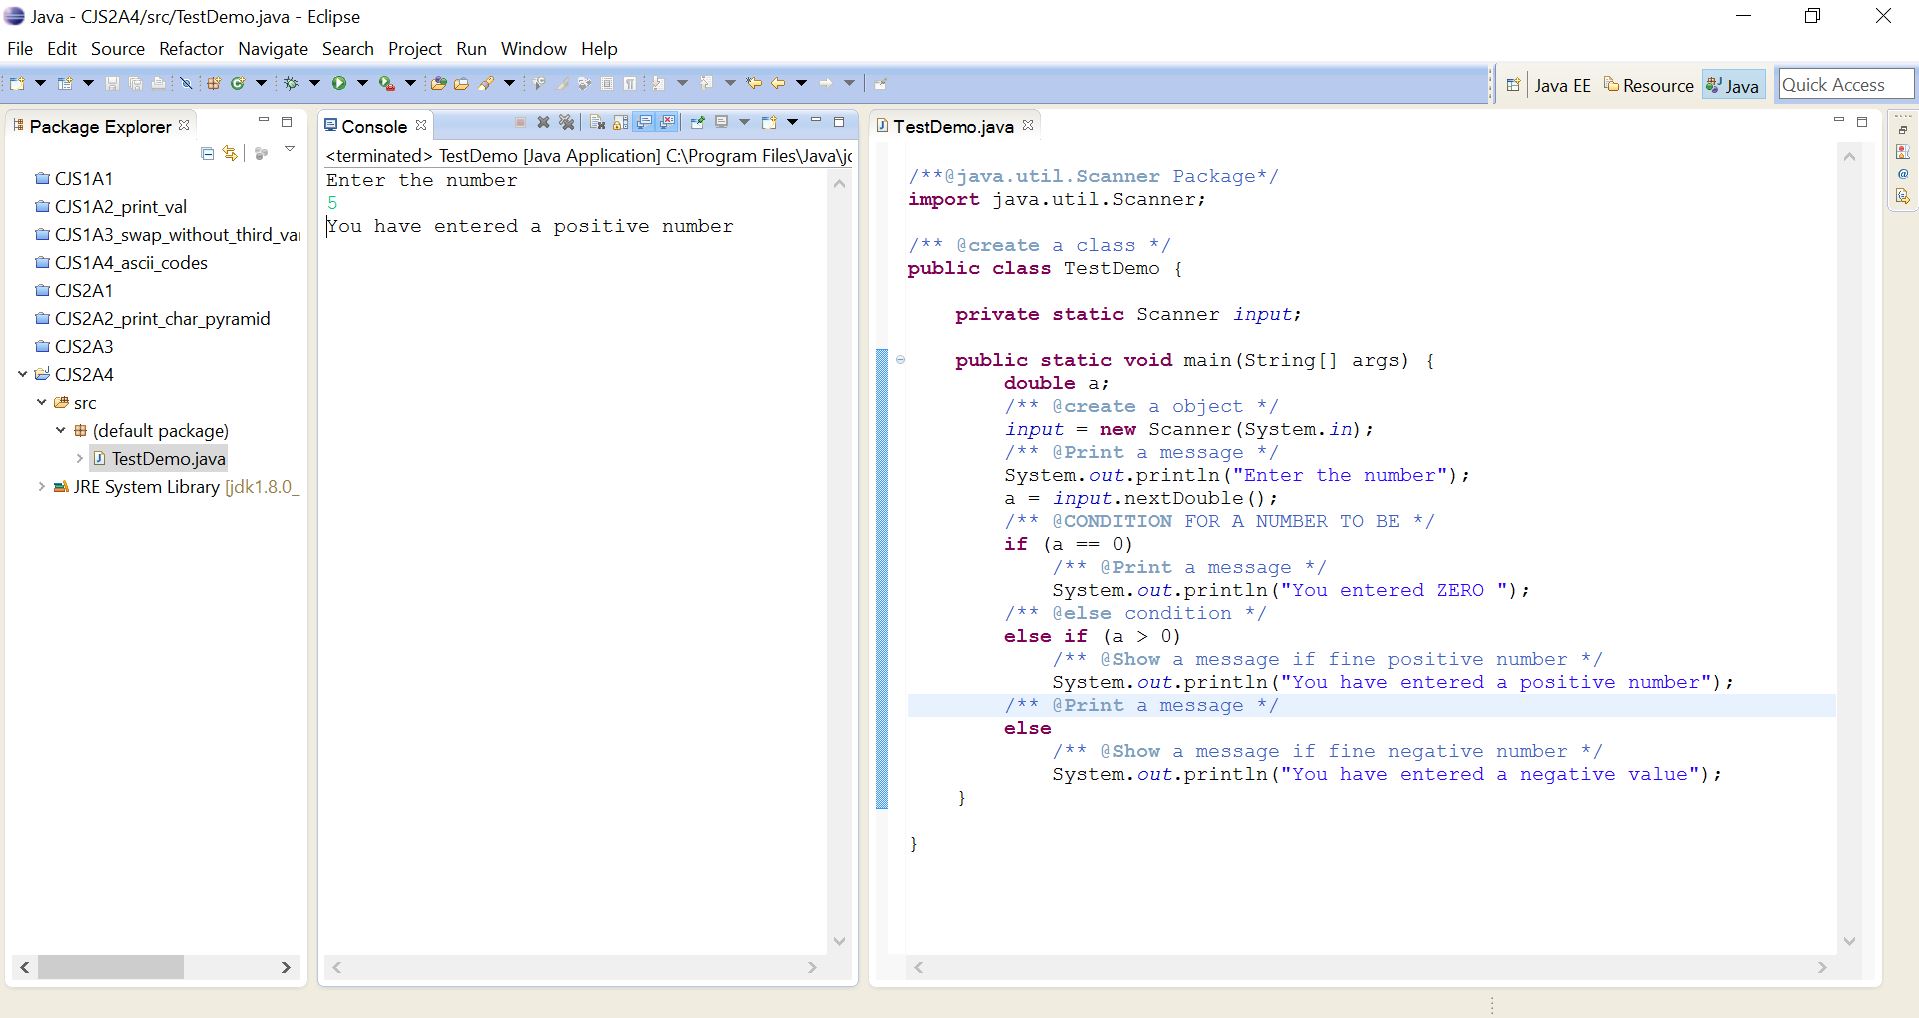 Java - CJS2A4/src/TestDemo.java - Eclipse
File Edit Source Refactor Navigate Search Project Run Window Help
Java EE Resource Java Quick Access
Package Explorer
CJS1A1
CJS1A2_print_val
CJS1A3_swap_without_third_var
CJS1A4_ascii_codes
CJS2A1
CJS2A2_print_char_pyramid
CJS2A3
CJS2A4
src
(default package)
TestDemo.java
JRE System Library [jdk1.8.0_
Console
<terminated> TestDemo [Java Application] C:\Program Files\Java\jd
Enter the number
5
You have entered a positive number
TestDemo.java
/**@java.util.Scanner Package*/
import java.util.Scanner;
/** @create a class */
public class TestDemo {
private static Scanner input;
public static void main(String[] args) {
double a;
/** @create a object */
input = new Scanner(System.in);
/** @Print a message */
System.out.println("Enter the number");
a = input.nextDouble();
/** @CONDITION FOR A NUMBER TO BE */
if (a == 0)
/** @Print a message */
System.out.println("You entered ZERO ");
/** @else condition */
else if (a > 0)
/** @Show a message if fine positive number */
System.out.println("You have entered a positive number");
/** @Print a message */
else
/** @Show a message if fine negative number */
System.out.println("You have entered a negative value");
}
}